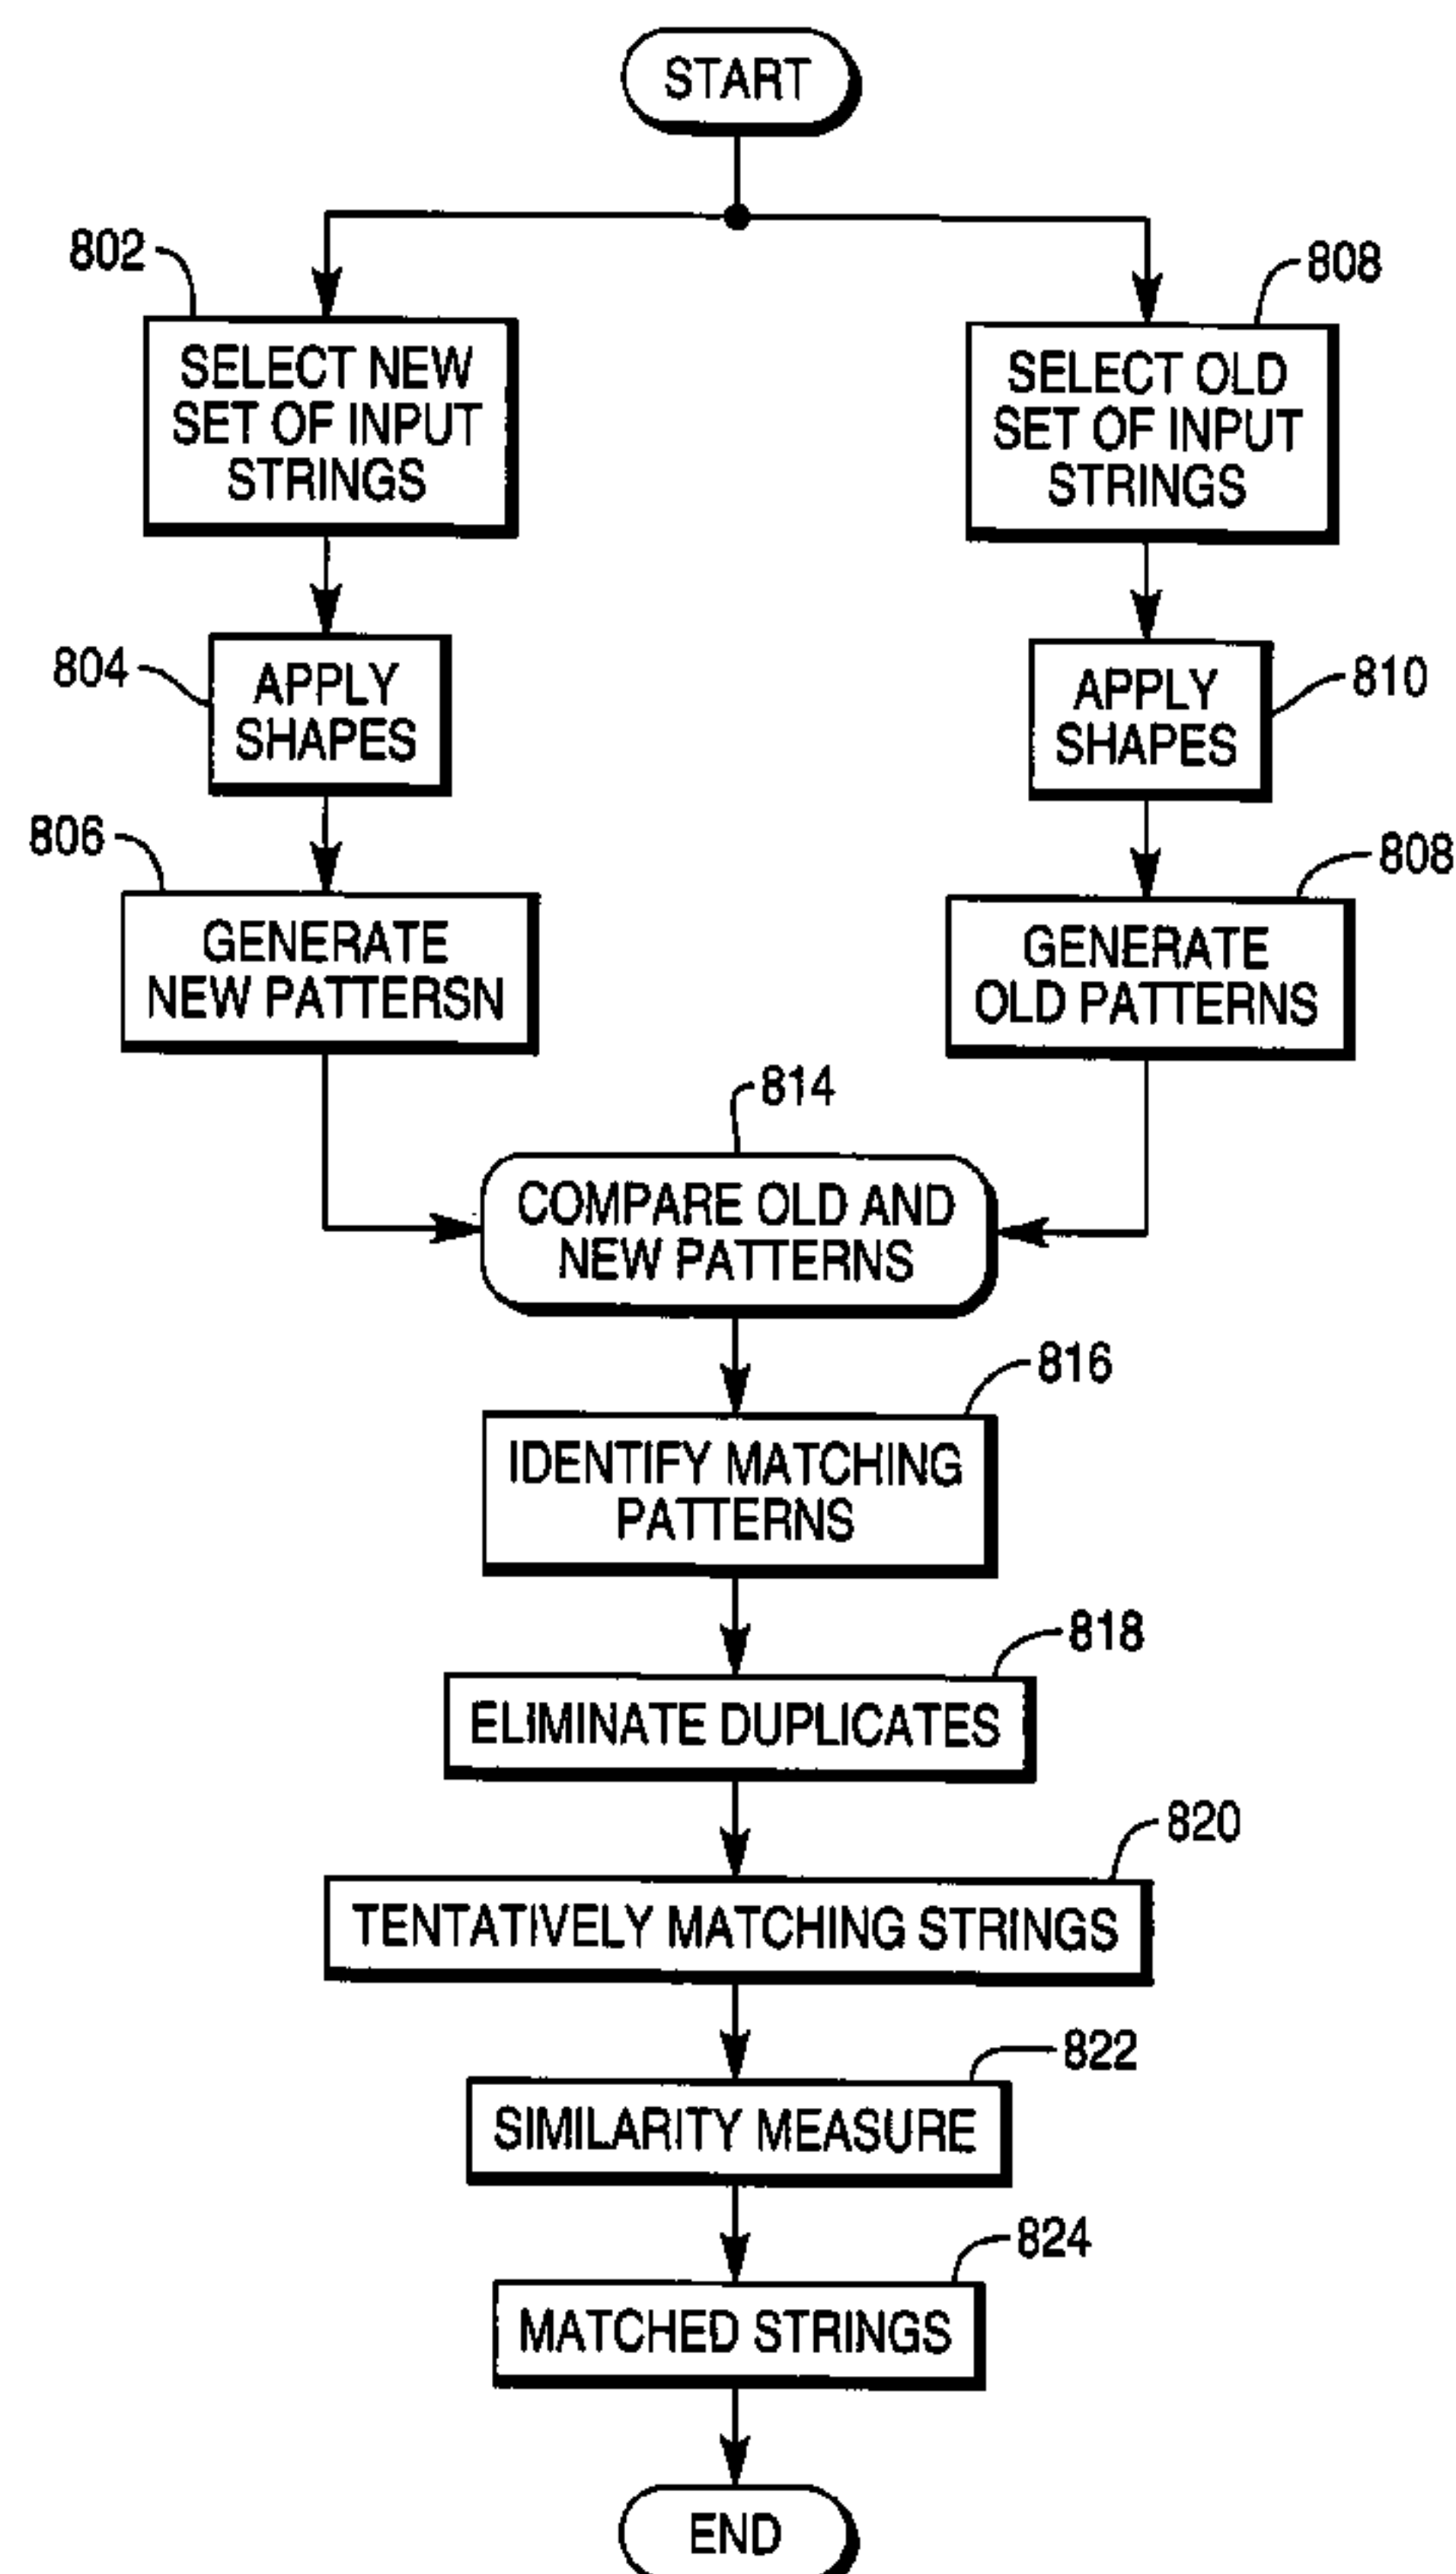 START
802
SELECT NEW
SET OF INPUT
STRINGS
808
SELECT OLD
SET OF INPUT
STRINGS
804
APPLY
SHAPES
810
APPLY
SHAPES
806
GENERATE
NEW PATTERSN
808
GENERATE
OLD PATTERNS
814
COMPARE OLD AND
NEW PATTERNS
816
IDENTIFY MATCHING
PATTERNS
818
ELIMINATE DUPLICATES
820
TENTATIVELY MATCHING STRINGS
822
SIMILARITY MEASURE
824
MATCHED STRINGS
END